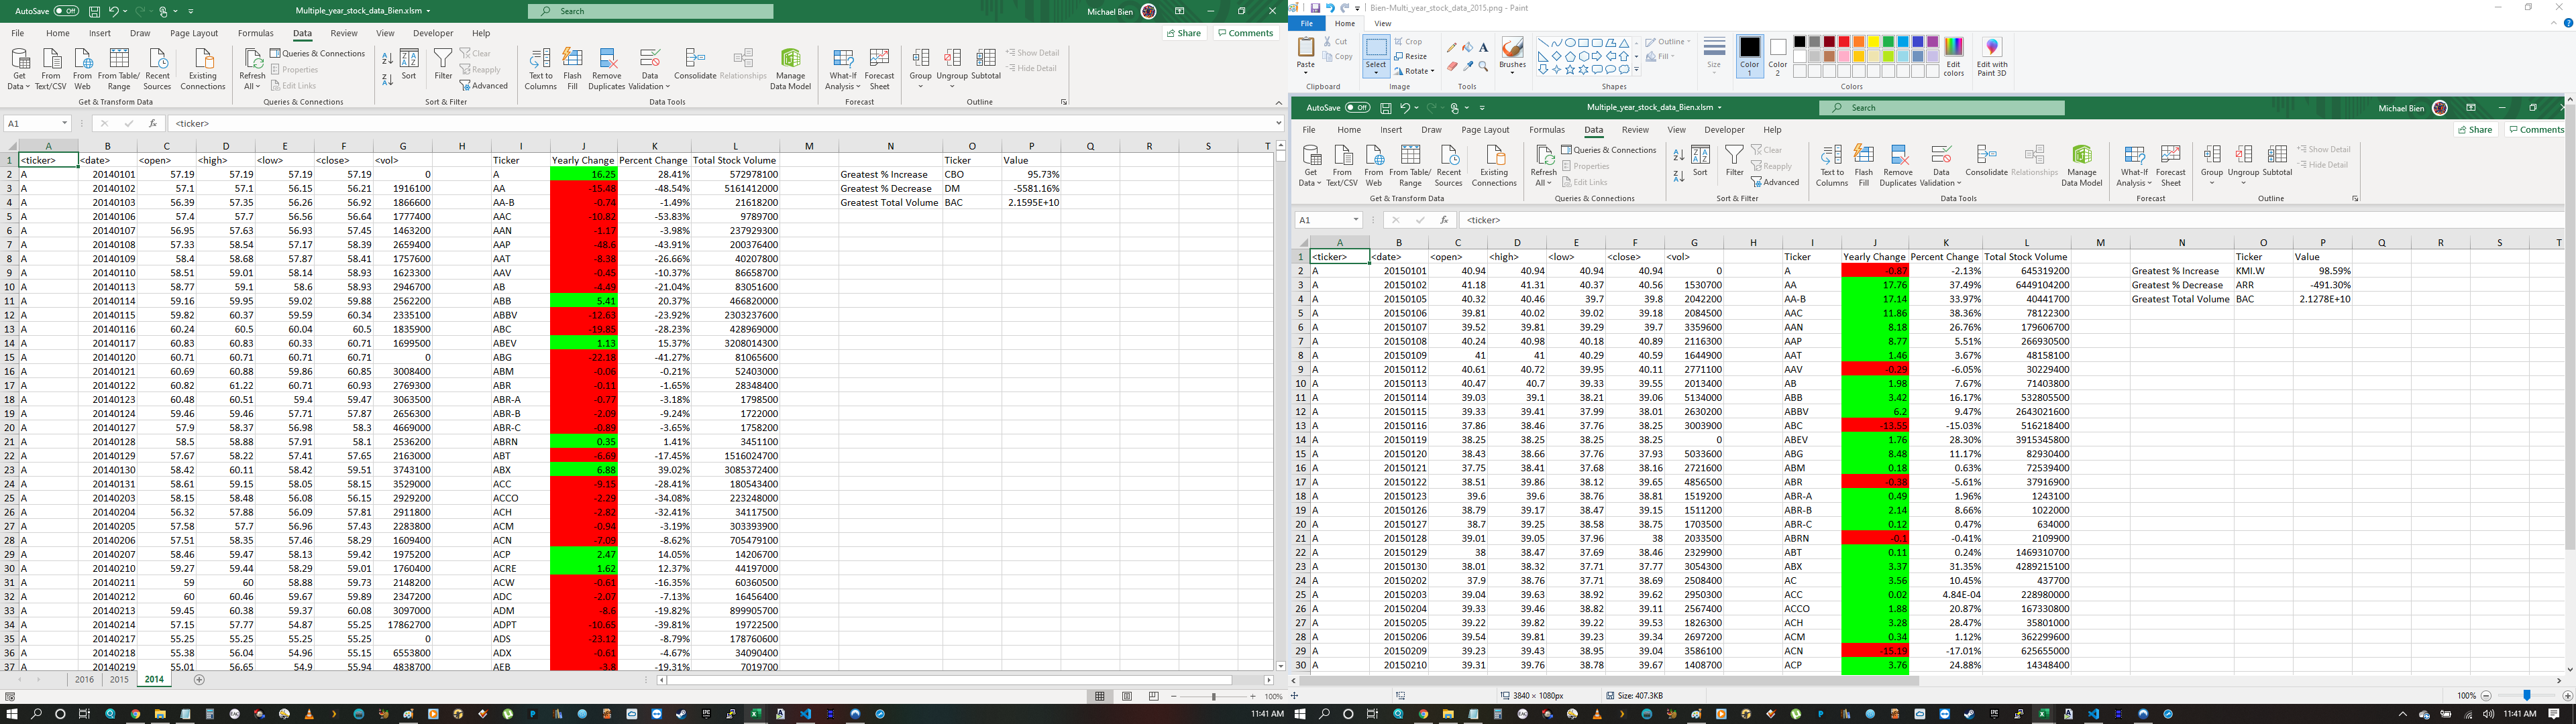 AutoSave Off Multiple_year_stock_data_Bien.xlsm Search Michael Bien
File Home Insert Draw Page Layout Formulas Data Review View Developer Help Share Comments
Get Data From Text/CSV From Web From Table/Range Recent Sources Existing Connections Refresh All Queries & Connections Properties Edit Links Sort Filter Clear Reapply Advanced Text to Columns Flash Fill Remove Duplicates Data Validation Consolidate Relationships Manage Data Model What-If Analysis Forecast Sheet Group Ungroup Subtotal Show Detail Hide Detail
Get & Transform Data Queries & Connections Sort & Filter Data Tools Forecast Outline
A1 fx <ticker>
A B C D E F G H I J K L M N O P Q R S T
1 <ticker> <date> <open> <high> <low> <close> <vol> Ticker Yearly Change Percent Change Total Stock Volume Ticker Value
2 A 20140101 57.19 57.19 57.19 57.19 0 A 16.25 28.41% 572978100 Greatest % Increase CBO 95.73%
3 A 20140102 57.1 57.1 56.15 56.21 1916100 AA -15.48 -48.54% 5161412000 Greatest % Decrease DM -5581.16%
4 A 20140103 56.39 57.35 56.26 56.92 1866600 AA-B -0.74 -1.49% 21618200 Greatest Total Volume BAC 2.1595E+10
5 A 20140106 57.4 57.7 56.56 56.64 1777400 AAC -10.82 -53.83% 9789700
6 A 20140107 56.95 57.63 56.93 57.45 1463200 AAN -1.17 -3.98% 237929300
7 A 20140108 57.33 58.54 57.17 58.39 2659400 AAP -48.6 -43.91% 200376400
8 A 20140109 58.4 58.68 57.87 58.41 1757600 AAT -8.38 -26.66% 40207800
9 A 20140110 58.51 59.01 58.14 58.93 1623300 AAV -0.45 -10.37% 86658700
10 A 20140113 58.77 59.1 58.6 58.93 2946700 AB -4.49 -21.04% 83051600
11 A 20140114 59.16 59.95 59.02 59.88 2562200 ABB 5.41 20.37% 466820000
12 A 20140115 59.82 60.37 59.59 60.34 2335100 ABBV -12.63 -23.92% 2303237600
13 A 20140116 60.24 60.5 60.04 60.5 1835900 ABC -19.85 -28.23% 428969000
14 A 20140117 60.83 60.83 60.33 60.71 1699500 ABEV 1.13 15.37% 3208014300
15 A 20140120 60.71 60.71 60.71 60.71 0 ABG -22.18 -41.27% 81065600
16 A 20140121 60.69 60.88 59.86 60.85 3008400 ABM -0.06 -0.21% 52403000
17 A 20140122 60.82 61.22 60.71 60.93 2769300 ABR -0.11 -1.65% 28348400
18 A 20140123 60.48 60.51 59.4 59.47 3063500 ABR-A -0.77 -3.18% 1798500
19 A 20140124 59.46 59.46 57.71 57.87 2656300 ABR-B -2.09 -9.24% 1722000
20 A 20140127 57.9 58.37 56.98 58.3 4669000 ABR-C -0.89 -3.65% 1758200
21 A 20140128 58.5 58.88 57.91 58.1 2536200 ABRN 0.35 1.41% 3451100
22 A 20140129 57.67 58.22 57.41 57.65 2163000 ABT -6.69 -17.45% 1516024700
23 A 20140130 58.42 60.11 58.42 59.51 3743100 ABX 6.88 39.02% 3085372400
24 A 20140131 58.61 59.15 58.05 58.15 3529000 ACC -9.15 -28.41% 180543400
25 A 20140203 58.15 58.48 56.08 56.15 2929200 ACCO -2.29 -34.08% 223248000
26 A 20140204 56.32 57.88 56.09 57.81 2911800 ACH -2.82 -32.41% 34117500
27 A 20140205 57.58 57.7 56.96 57.43 2283800 ACM -0.94 -3.19% 303393900
28 A 20140206 57.51 58.35 57.46 58.29 1609400 ACN -7.09 -8.62% 705479100
29 A 20140207 58.46 59.47 58.13 59.42 1975200 ACP 2.47 14.05% 14206700
30 A 20140210 59.27 59.44 58.29 59.01 1760400 ACRE 1.62 12.37% 44197000
31 A 20140211 59 60 58.88 59.73 2148200 ACW -0.61 -16.35% 60360500
32 A 20140212 60 60.46 59.67 59.89 2347200 ADC -2.07 -7.13% 16456400
33 A 20140213 59.45 60.38 59.37 60.08 3097000 ADM -8.6 -19.82% 899905700
34 A 20140214 57.15 57.77 54.87 55.25 17862700 ADPT -10.65 -39.81% 19722500
35 A 20140217 55.25 55.25 55.25 55.25 0 ADS -23.12 -8.79% 178760600
36 A 20140218 55.38 56.04 54.96 55.15 6553800 ADX -0.61 -4.67% 34090400
37 A 20140219 55.01 56.65 54.9 55.94 4838700 AEB -3.8 -19.31% 7019700
2016 2015 2014
100%
11:41 AM
Bien-Multi_year_stock_data_2015.png - Paint
File Home View
Paste Cut Copy Select Crop Resize Rotate Brushes Outline Fill Size Color 1 Color 2 Edit colors Edit with Paint 3D
Clipboard Image Tools Shapes Colors
AutoSave Off Multiple_year_stock_data_Bien.xlsm Search Michael Bien
File Home Insert Draw Page Layout Formulas Data Review View Developer Help Share Comments
Get Data From Text/CSV From Web From Table/Range Recent Sources Existing Connections Refresh All Queries & Connections Properties Edit Links Sort Filter Clear Reapply Advanced Text to Columns Flash Fill Remove Duplicates Data Validation Consolidate Relationships Manage Data Model What-If Analysis Forecast Sheet Group Ungroup Subtotal Show Detail Hide Detail
Get & Transform Data Queries & Connections Sort & Filter Data Tools Forecast Outline
A1 fx <ticker>
A B C D E F G H I J K L M N O P Q R S T
1 <ticker> <date> <open> <high> <low> <close> <vol> Ticker Yearly Change Percent Change Total Stock Volume Ticker Value
2 A 20150101 40.94 40.94 40.94 40.94 0 A -0.87 -2.13% 645319200 Greatest % Increase KMI.W 98.59%
3 A 20150102 41.18 41.31 40.37 40.56 1530700 AA 17.76 37.49% 6449104200 Greatest % Decrease ARR -491.30%
4 A 20150105 40.32 40.46 39.7 39.8 2042200 AA-B 17.14 33.97% 40441700 Greatest Total Volume BAC 2.1278E+10
5 A 20150106 39.81 40.02 39.02 39.18 2084500 AAC 11.86 38.36% 78122300
6 A 20150107 39.52 39.81 39.29 39.7 3359600 AAN 8.18 26.76% 179606700
7 A 20150108 40.24 40.98 40.18 40.89 2116300 AAP 8.77 5.51% 266930500
8 A 20150109 41 41 40.29 40.59 1644900 AAT 1.46 3.67% 48158100
9 A 20150112 40.61 40.72 39.95 40.11 2771100 AAV -0.29 -6.05% 30229400
10 A 20150113 40.47 40.7 39.33 39.55 2013400 AB 1.98 7.67% 71403800
11 A 20150114 39.03 39.1 38.21 39.06 5134000 ABB 3.42 16.17% 532805500
12 A 20150115 39.33 39.41 37.99 38.01 2630200 ABBV 6.2 9.47% 2643021600
13 A 20150116 37.86 38.46 37.76 38.25 3003900 ABC -13.55 -15.03% 516218400
14 A 20150119 38.25 38.25 38.25 38.25 0 ABEV 1.76 28.30% 3915345800
15 A 20150120 38.43 38.66 37.76 37.93 5033600 ABG 8.48 11.17% 82930400
16 A 20150121 37.75 38.41 37.68 38.16 2721600 ABM 0.18 0.63% 72539400
17 A 20150122 38.51 39.86 38.12 39.65 4856500 ABR -0.38 -5.61% 37916900
18 A 20150123 39.6 39.6 38.76 38.81 1519200 ABR-A 0.49 1.96% 1243100
19 A 20150126 38.79 39.17 38.47 39.15 1511200 ABR-B 2.14 8.66% 1022000
20 A 20150127 38.7 39.25 38.58 38.75 1703500 ABR-C 0.12 0.47% 634000
21 A 20150128 39.01 39.05 37.96 38 2033500 ABRN -0.1 -0.41% 2109900
22 A 20150129 38 38.47 37.69 38.46 2329900 ABT 0.11 0.24% 1469310700
23 A 20150130 38.01 38.32 37.71 37.77 3054300 ABX 3.37 31.35% 4289215100
24 A 20150202 37.9 38.76 37.71 38.69 2508400 AC 3.56 10.45% 437700
25 A 20150203 39.04 39.63 38.92 39.62 2950300 ACC 0.02 4.84E-04 228980000
26 A 20150204 39.33 39.46 38.82 39.11 2567400 ACCO 1.88 20.87% 167330800
27 A 20150205 39.22 39.82 39.22 39.53 1826300 ACH 3.28 28.47% 35801000
28 A 20150206 39.54 39.81 39.23 39.34 2697200 ACM 0.34 1.12% 362299600
29 A 20150209 39.23 39.43 38.95 39.04 3586100 ACN -15.19 -17.01% 625655000
30 A 20150210 39.31 39.76 38.78 39.67 1408700 ACP 3.76 24.88% 14348400
3840 × 1080px Size: 407.3KB 100%
11:41 AM